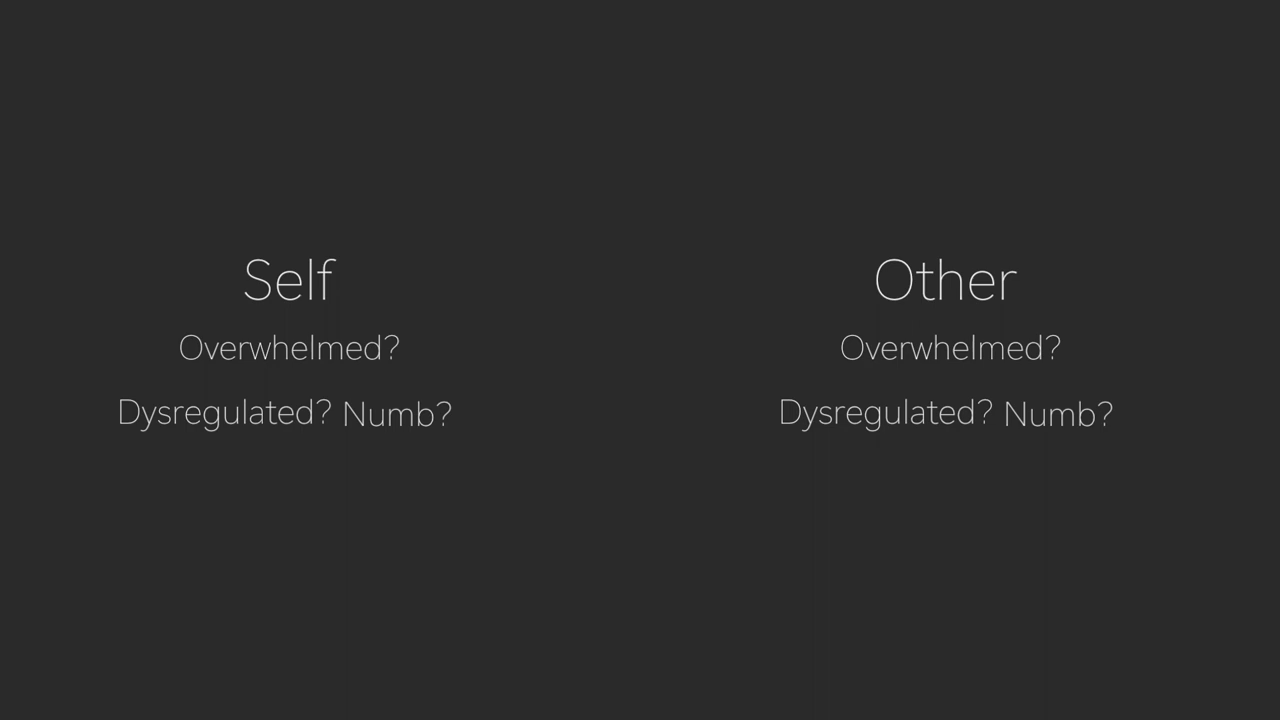 Self
Overwhelmed?
Dysregulated? Numb?
Other
Overwhelmed?
Dysregulated? Numb?